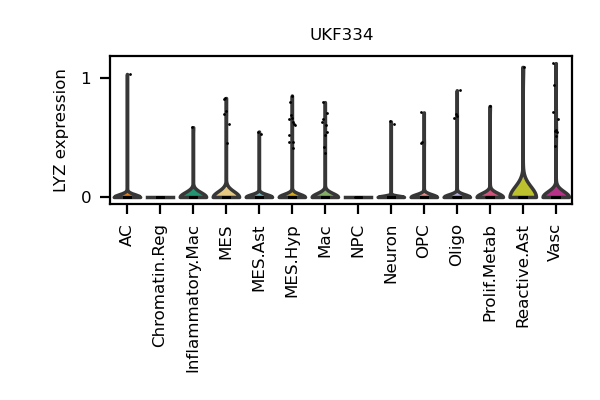 UKF334
LYZ expression
1
0
AC
Chromatin.Reg
Inflammatory.Mac
MES
MES.Ast
MES.Hyp
Mac
NPC
Neuron
OPC
Oligo
Prolif.Metab
Reactive.Ast
Vasc